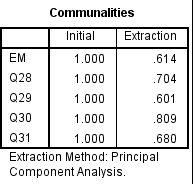 Communalities
Initial Extraction
EM 1.000 .614
Q28 1.000 .704
Q29 1.000 .601
Q30 1.000 .809
Q31 1.000 .680
Extraction Method: Principal
Component Analysis.